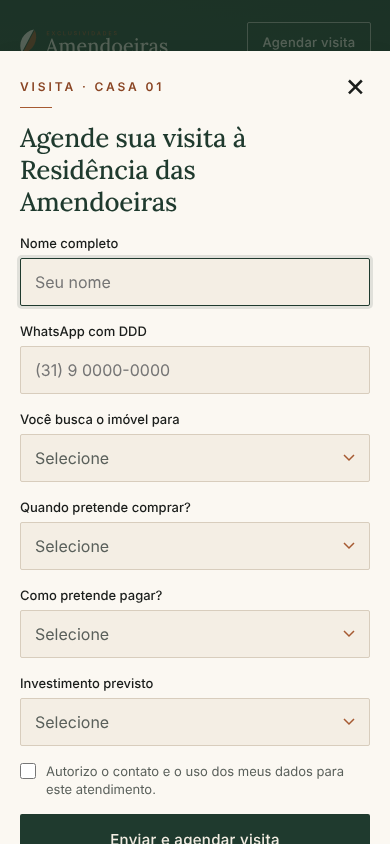 Amendoeiras
Agendar visita
VISITA · CASA 01
Agende sua visita à
Residência das
Amendoeiras
Nome completo
Seu nome
WhatsApp com DDD
(31) 9 0000-0000
Você busca o imóvel para
Selecione
Quando pretende comprar?
Selecione
Como pretende pagar?
Selecione
Investimento previsto
Selecione
Autorizo o contato e o uso dos meus dados para
este atendimento.
Enviar e agendar visita